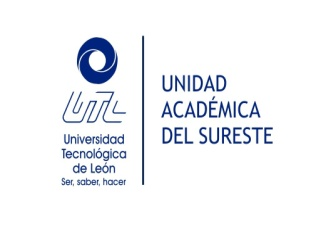 UTL
Universidad
Tecnológica
de León
Ser, saber, hacer
UNIDAD
ACADÉMICA
DEL SURESTE